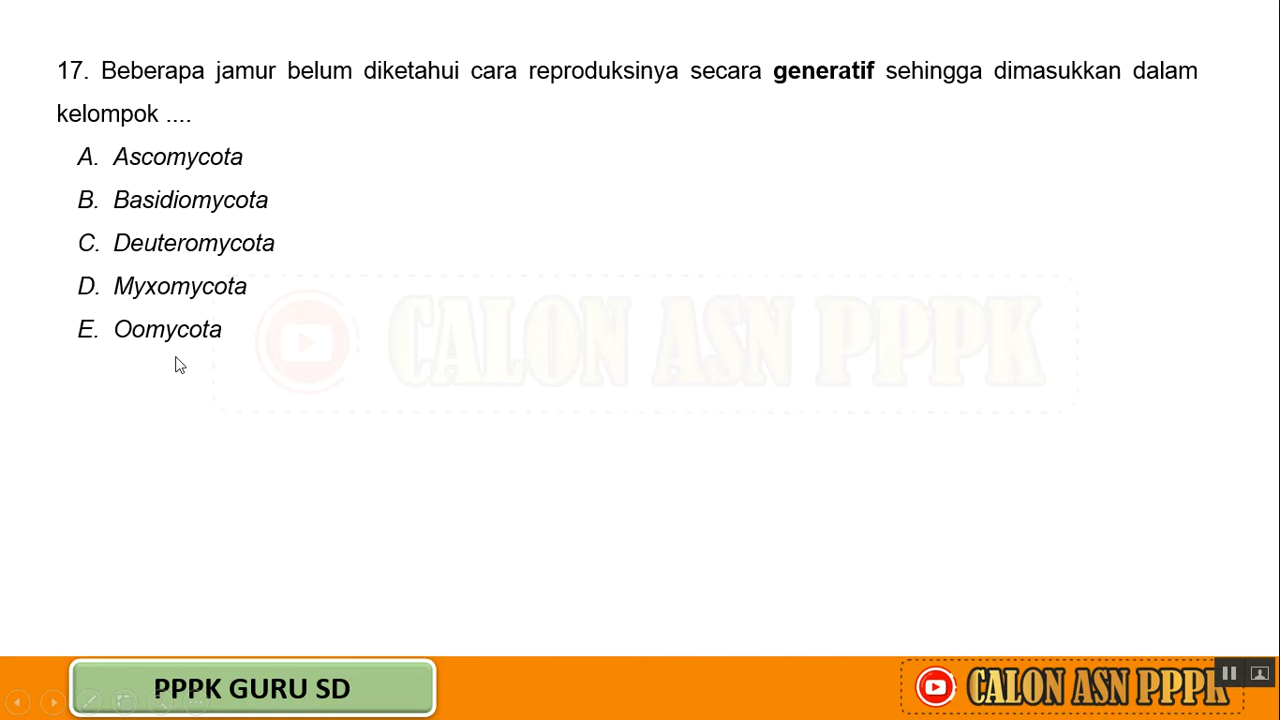 17. Beberapa jamur belum diketahui cara reproduksinya secara generatif sehingga dimasukkan dalam
kelompok ....
A. Ascomycota
B. Basidiomycota
C. Deuteromycota
D. Myxomycota
E. Oomycota
CALON ASN PPPK
PPPK GURU SD
CALON ASN PPPK